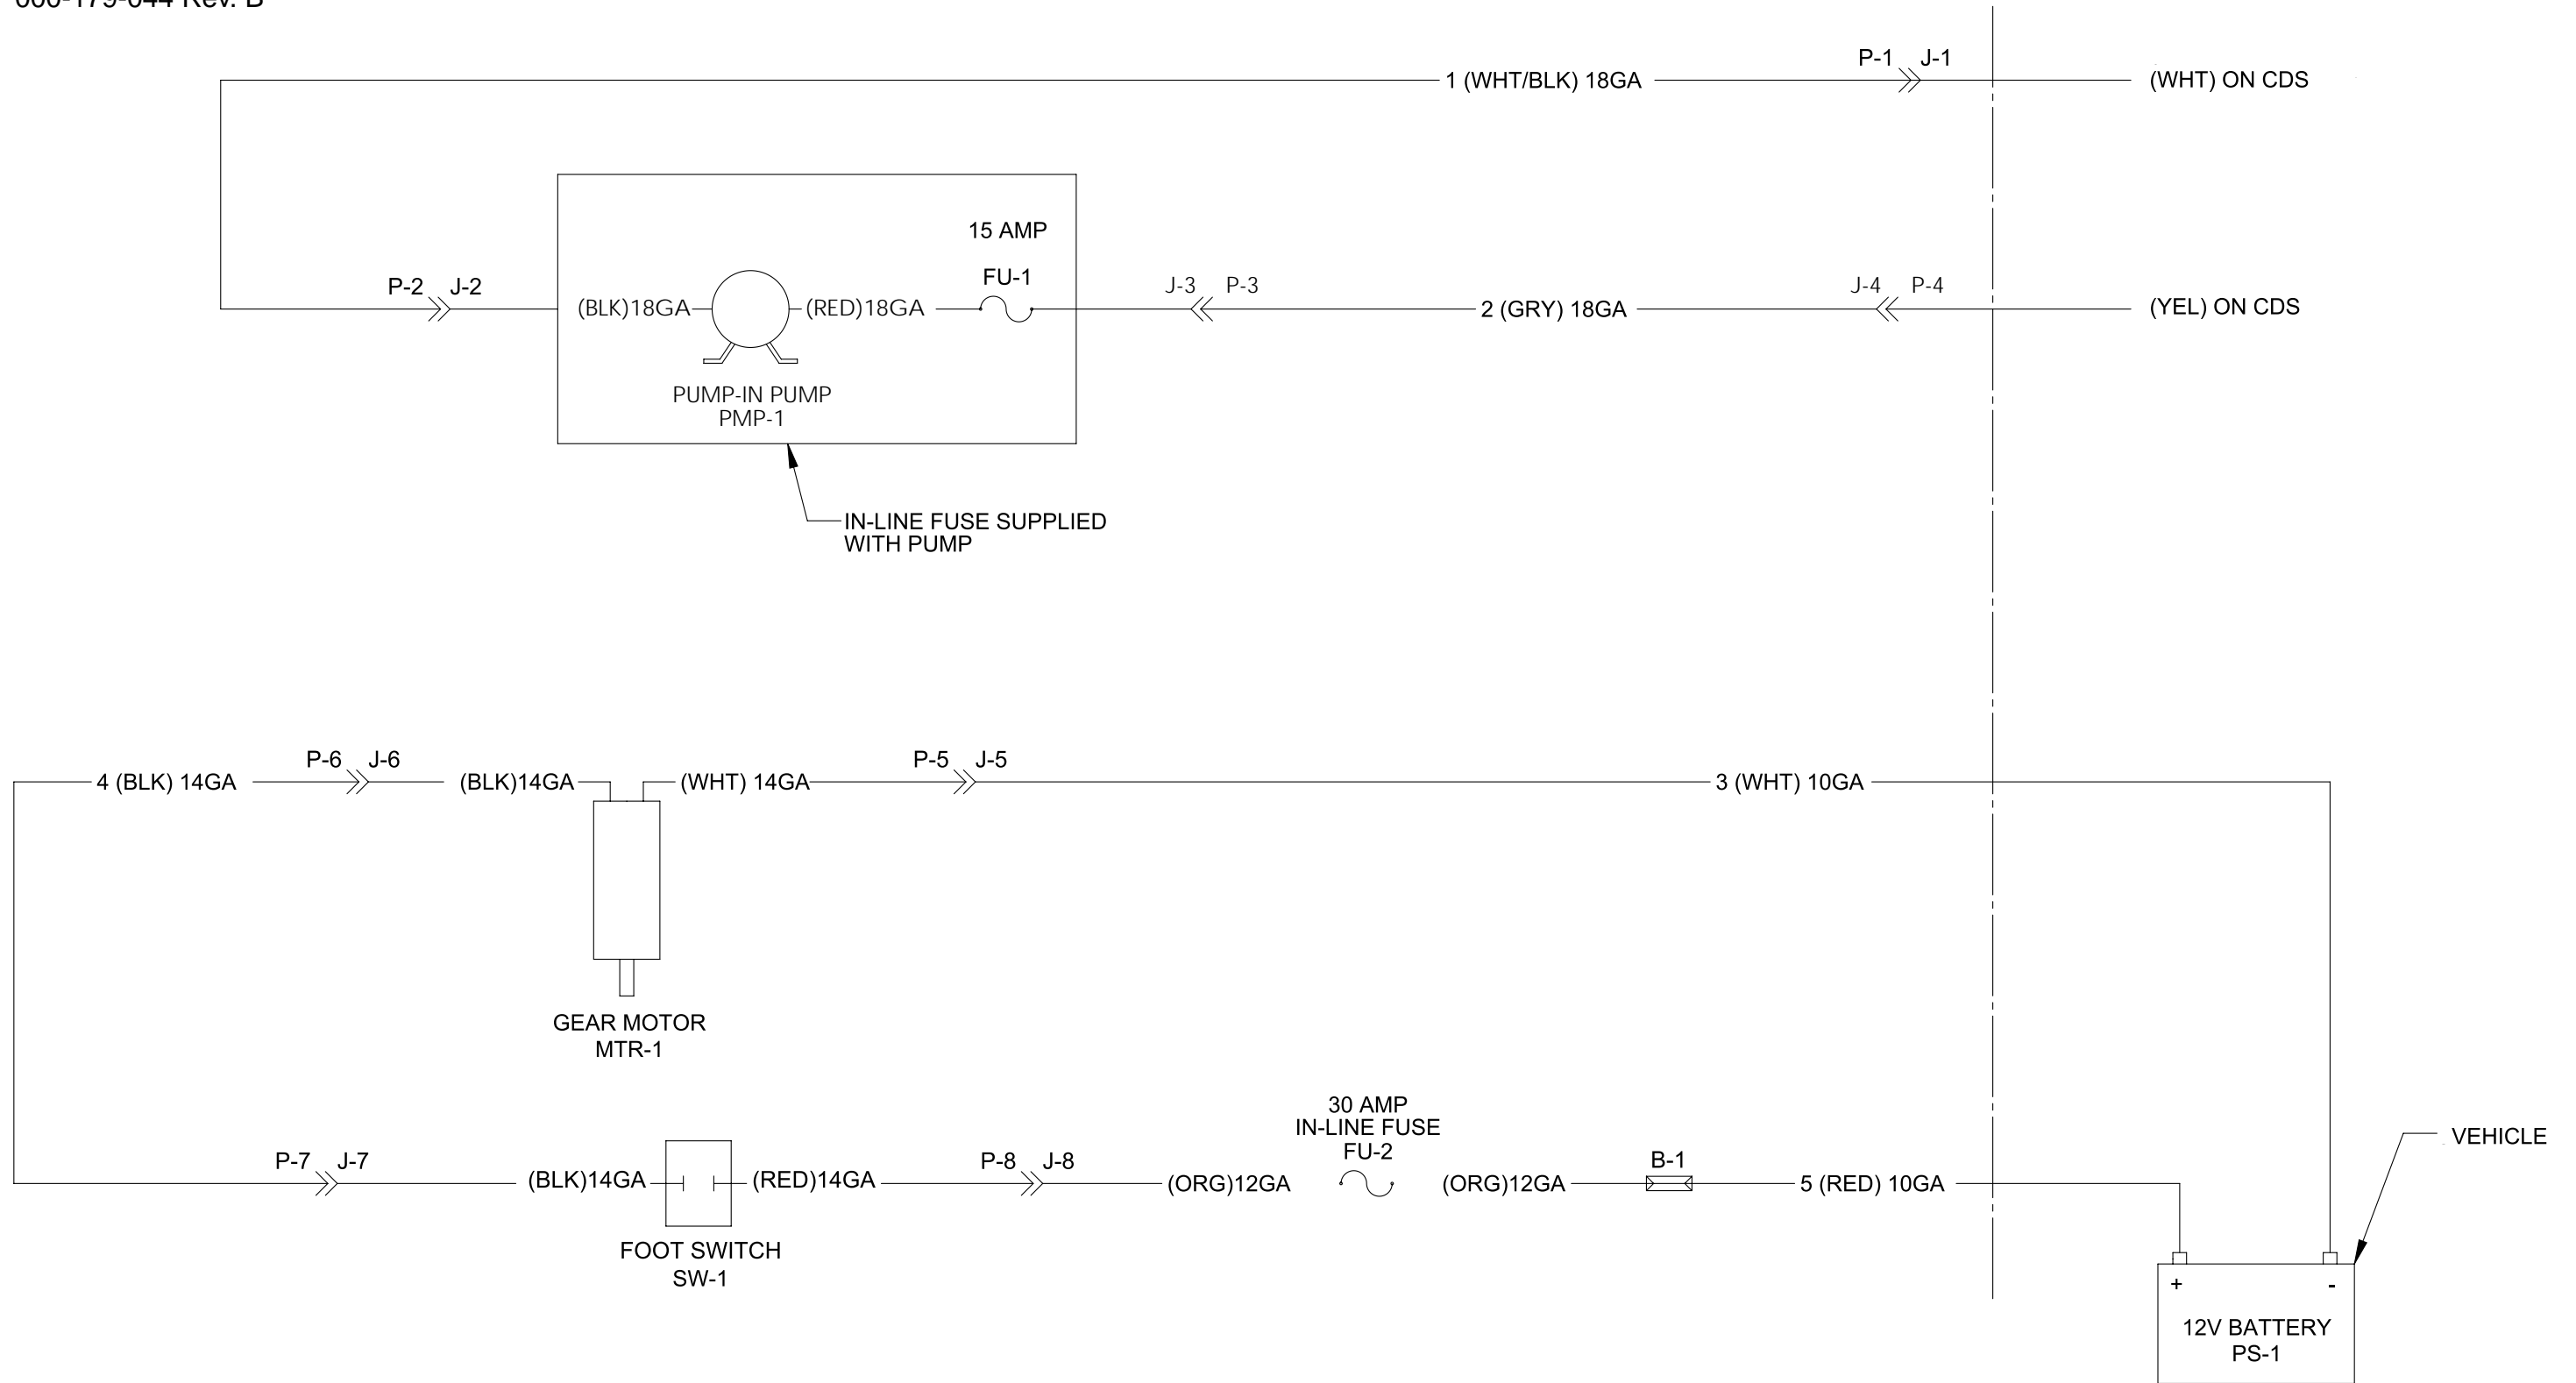 P-1 J-1
1 (WHT/BLK) 18GA
(WHT) ON CDS
15 AMP
FU-1
P-2 J-2
(BLK)18GA
(RED)18GA
J-3 P-3
2 (GRY) 18GA
J-4 P-4
(YEL) ON CDS
PUMP-IN PUMP
PMP-1
IN-LINE FUSE SUPPLIED
WITH PUMP
4 (BLK) 14GA
P-6 J-6
(BLK)14GA
(WHT) 14GA
P-5 J-5
3 (WHT) 10GA
GEAR MOTOR
MTR-1
P-7 J-7
(BLK)14GA
(RED)14GA
FOOT SWITCH
SW-1
P-8 J-8
(ORG)12GA
30 AMP
IN-LINE FUSE
FU-2
(ORG)12GA
B-1
5 (RED) 10GA
VEHICLE
+ -
12V BATTERY
PS-1